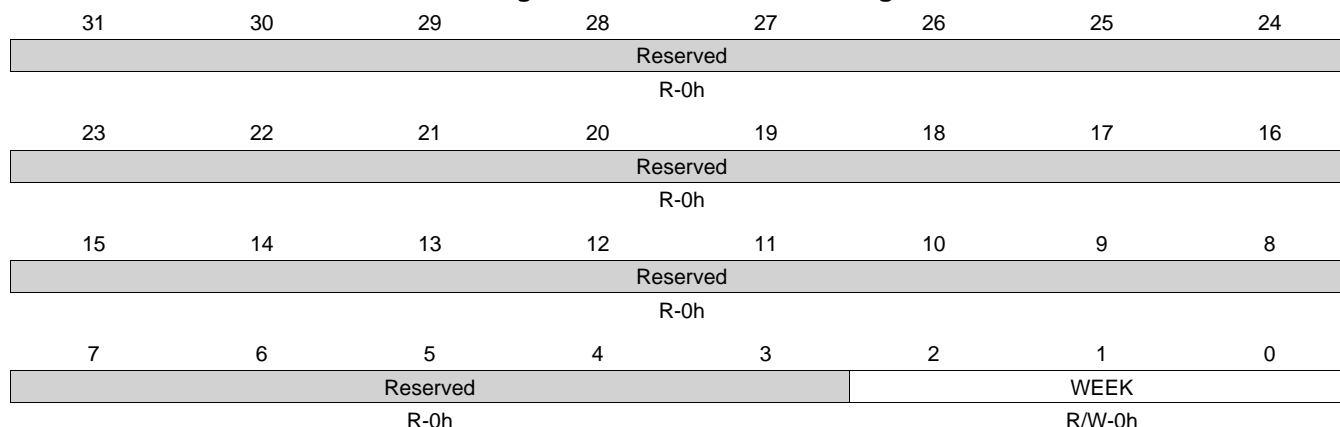 31 30 29 28 27 26 25 24
Reserved
R-0h
23 22 21 20 19 18 17 16
Reserved
R-0h
15 14 13 12 11 10 9 8
Reserved
R-0h
7 6 5 4 3 2 1 0
Reserved WEEK
R-0h R/W-0h